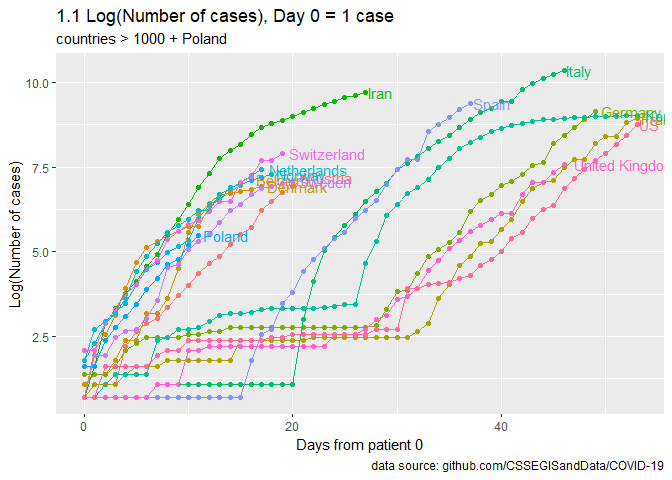 1.1 Log(Number of cases), Day 0 = 1 case
countries > 1000 + Poland
Log(Number of cases)
10.0
7.5
5.0
2.5
Italy
Iran
Spain
Germany
US
United Kingdo
Switzerland
Netherlands
Norway
Denmark
Poland
0
20
40
Days from patient 0
data source: github.com/CSSEGISandData/COVID-19